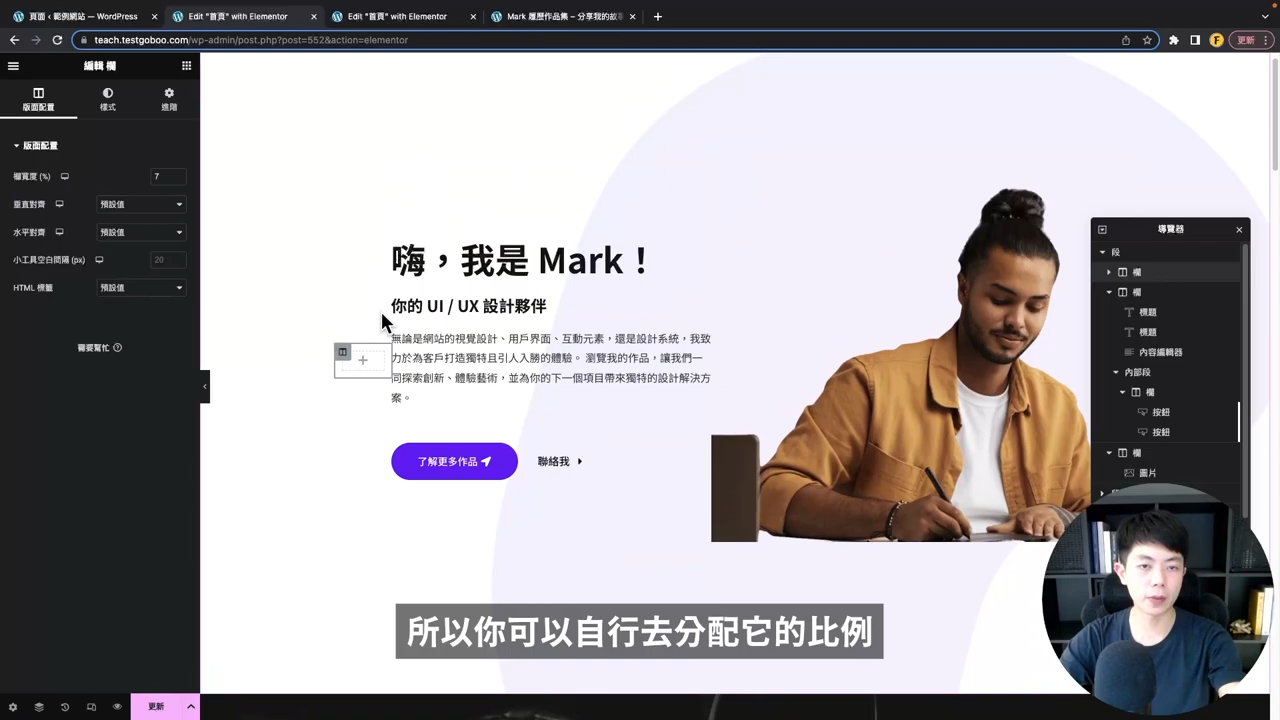 頁面 ‹ 範例網站 — WordPress
Edit "首頁" with Elementor
Edit "首頁" with Elementor
Mark 履歷作品集 – 分享我的故事
teach.testgoboo.com/wp-admin/post.php?post=552&action=elementor
更新
編輯 欄
版面配置
樣式
進階
版面配置
欄寬度 (%)
7
垂直對齊
預設值
水平對齊
預設值
小工具空白間隔 (px)
20
HTML 標籤
預設值
需要幫忙
更新
嗨，我是 Mark！
你的 UI / UX 設計夥伴
無論是網站的視覺設計、用戶界面、互動元素，還是設計系統，我致
力於為客戶打造獨特且引人入勝的體驗。 瀏覽我的作品，讓我們一
同探索創新、體驗藝術，並為你的下一個項目帶來獨特的設計解決方
案。
了解更多作品
聯絡我
導覽器
段
欄
欄
標題
標題
內容編輯器
內部段
欄
按鈕
按鈕
欄
圖片
所以你可以自行去分配它的比例